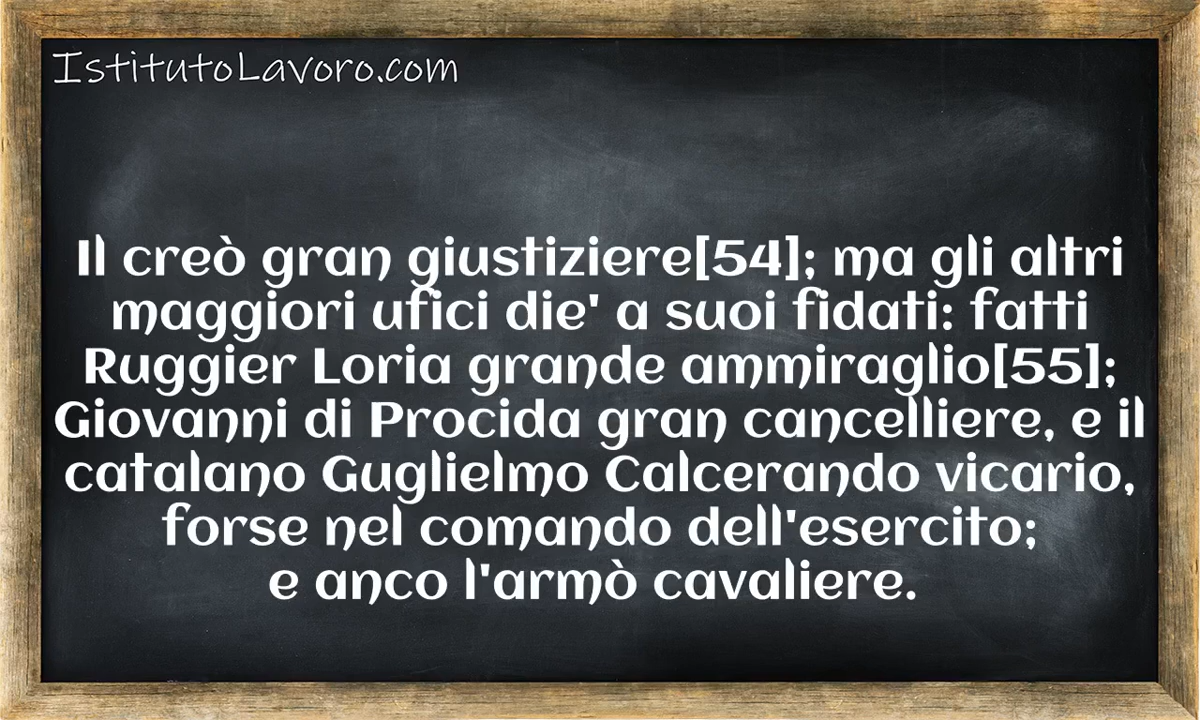 IstitutoLavoro.com
Il creò gran giustiziere[54]; ma gli altri
maggiori ufici die' a suoi fidati: fatti
Ruggier Loria grande ammiraglio[55];
Giovanni di Procida gran cancelliere, e il
catalano Guglielmo Calcerando vicario,
forse nel comando dell'esercito;
e anco l'armò cavaliere.